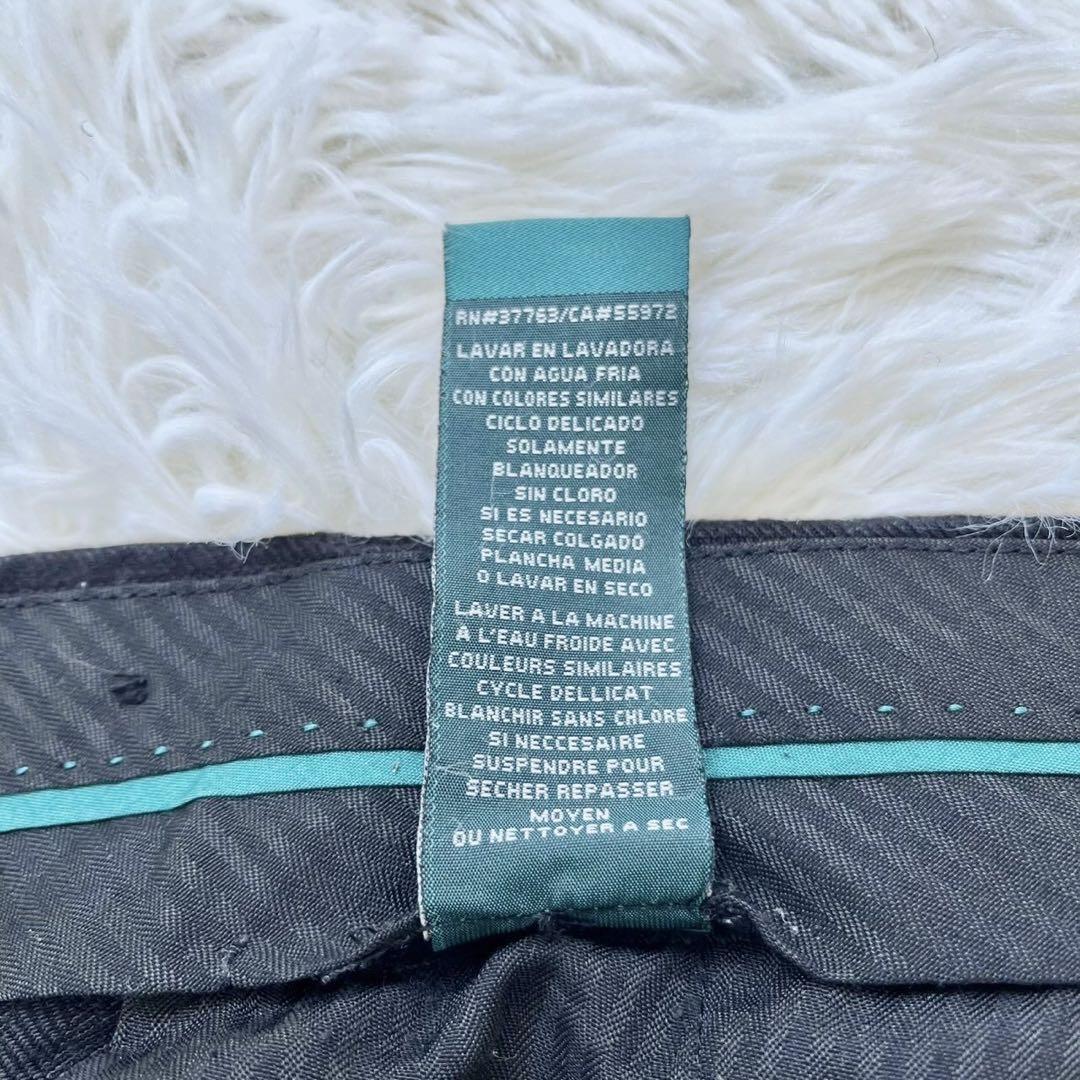 RN#37763/CA#55972
LAVAR EN LAVADORA
CON AGUA FRIA
CON COLORES SIMILARES
CICLO DELICADO
SOLAMENTE
BLANQUEADOR
SIN CLORO
SI ES NECESARIO
SECAR COLGADO
PLANCHA MEDIA
O LAVAR EN SECO
LAVER A LA MACHINE
A L'EAU FROIDE AVEC
COULEURS SIMILAIRES
CYCLE DELLICAT
BLANCHIR SANS CHLORE
SI NECCESAIRE
SUSPENDRE POUR
SECHER REPASSER
MOYEN
OU NETTOYER A SEC